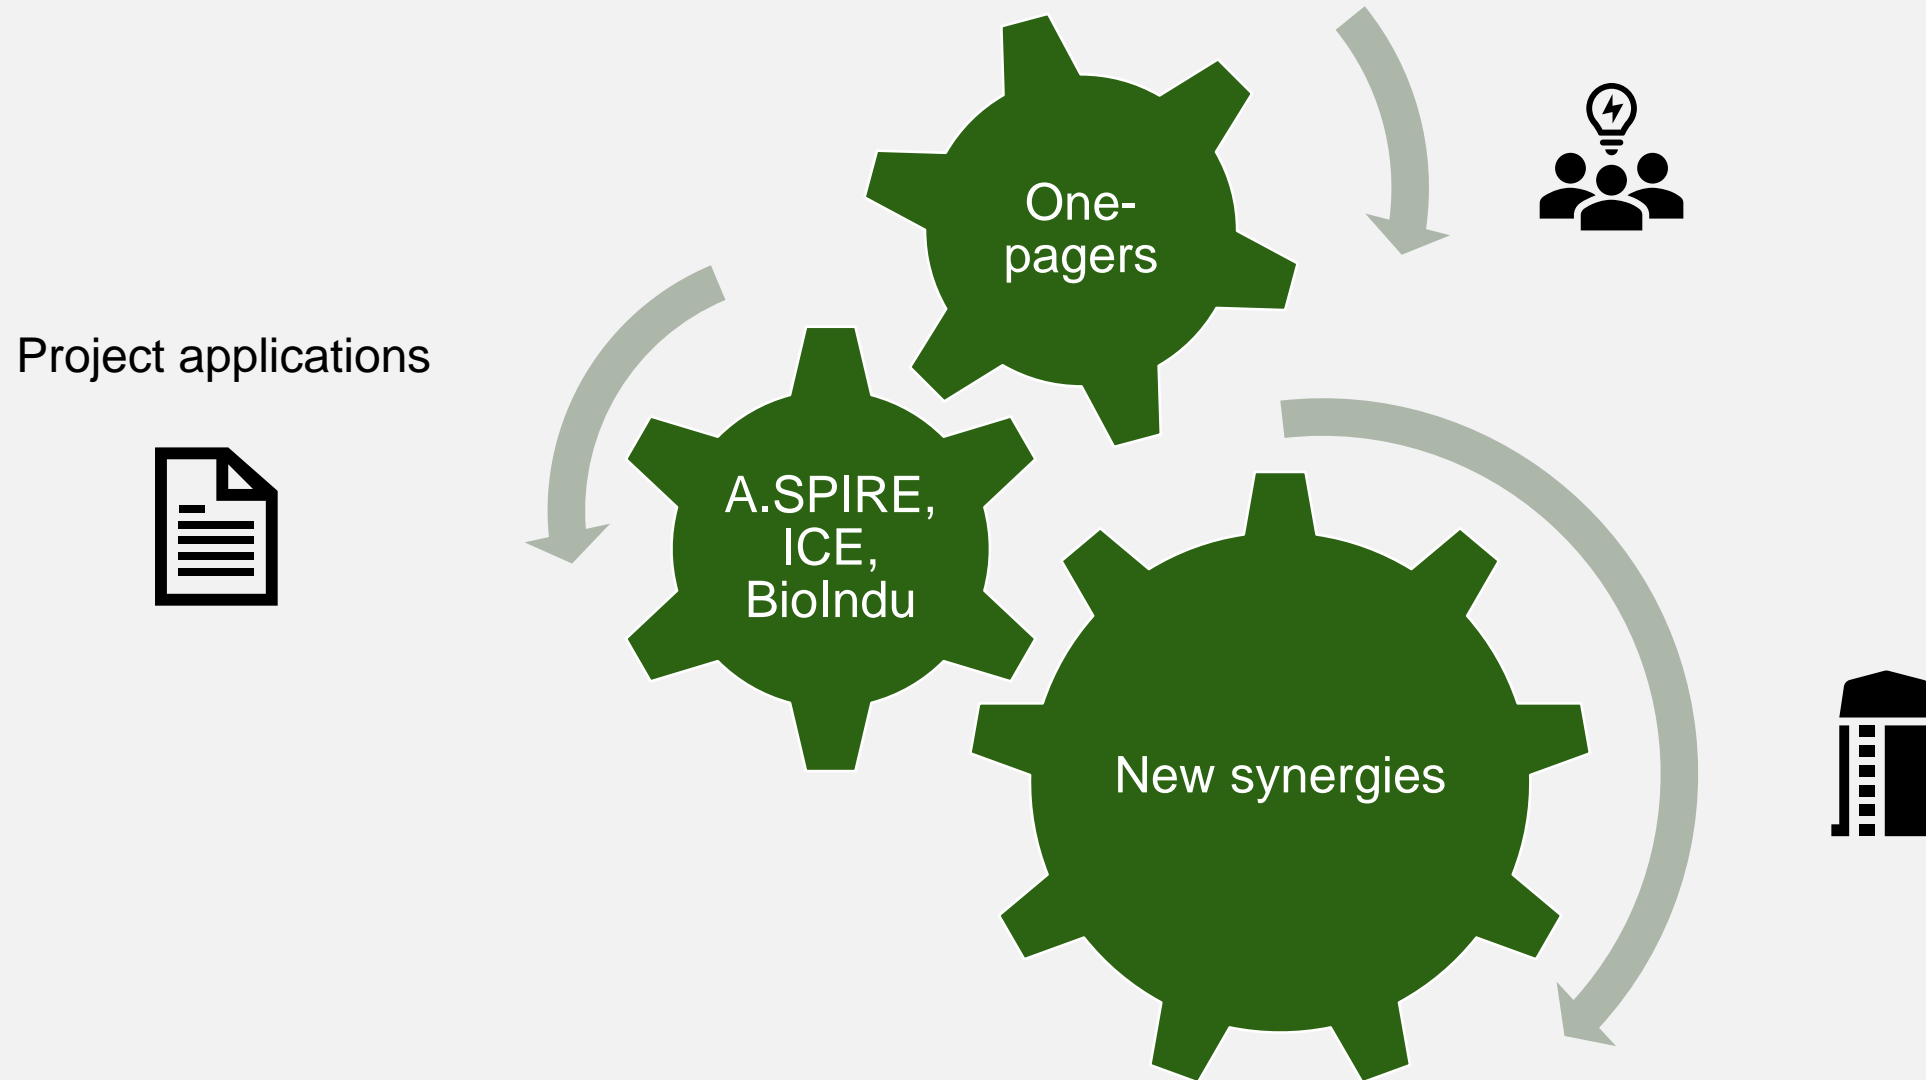 One-
pagers
Project applications
A.SPIRE,
ICE,
BioIndu
New synergies